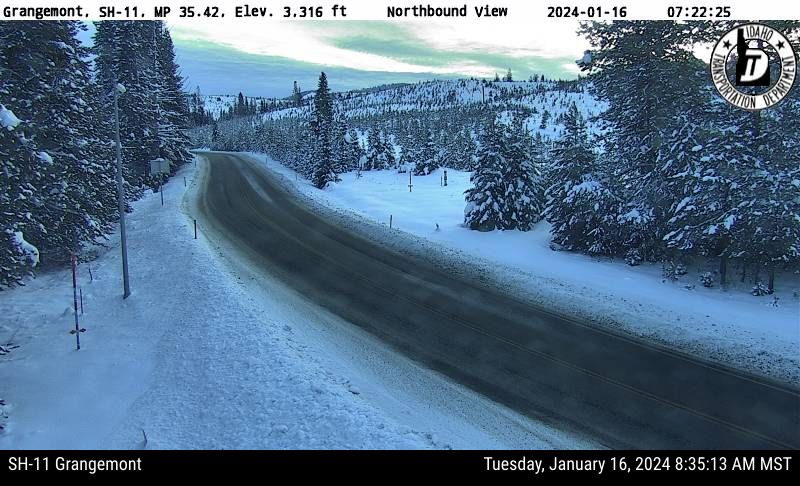 Grangemont, SH-11, MP 35.42, Elev. 3,316 ft Northbound View 2024-01-16 07:22:25
IDAHO
TRANSPORTATION DEPARTMENT
SH-11 Grangemont Tuesday, January 16, 2024 8:35:13 AM MST